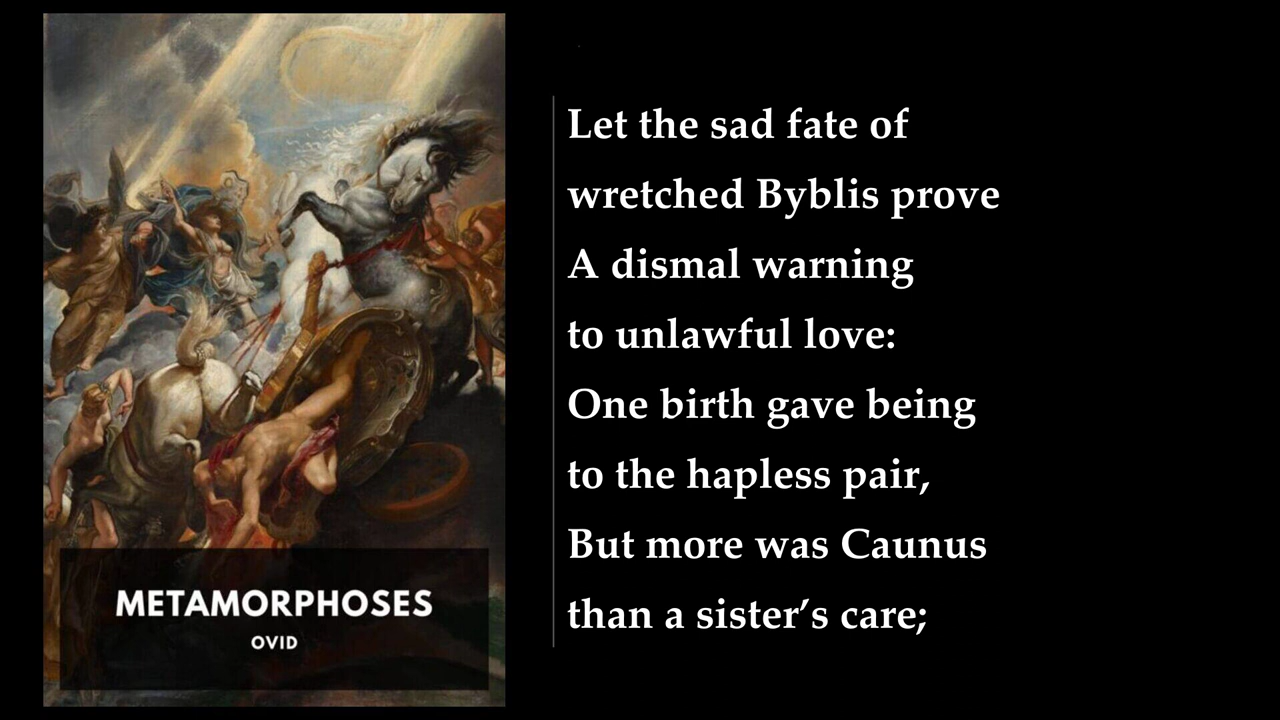 METAMORPHOSES
OVID
Let the sad fate of
wretched Byblis prove
A dismal warning
to unlawful love:
One birth gave being
to the hapless pair,
But more was Caunus
than a sister’s care;